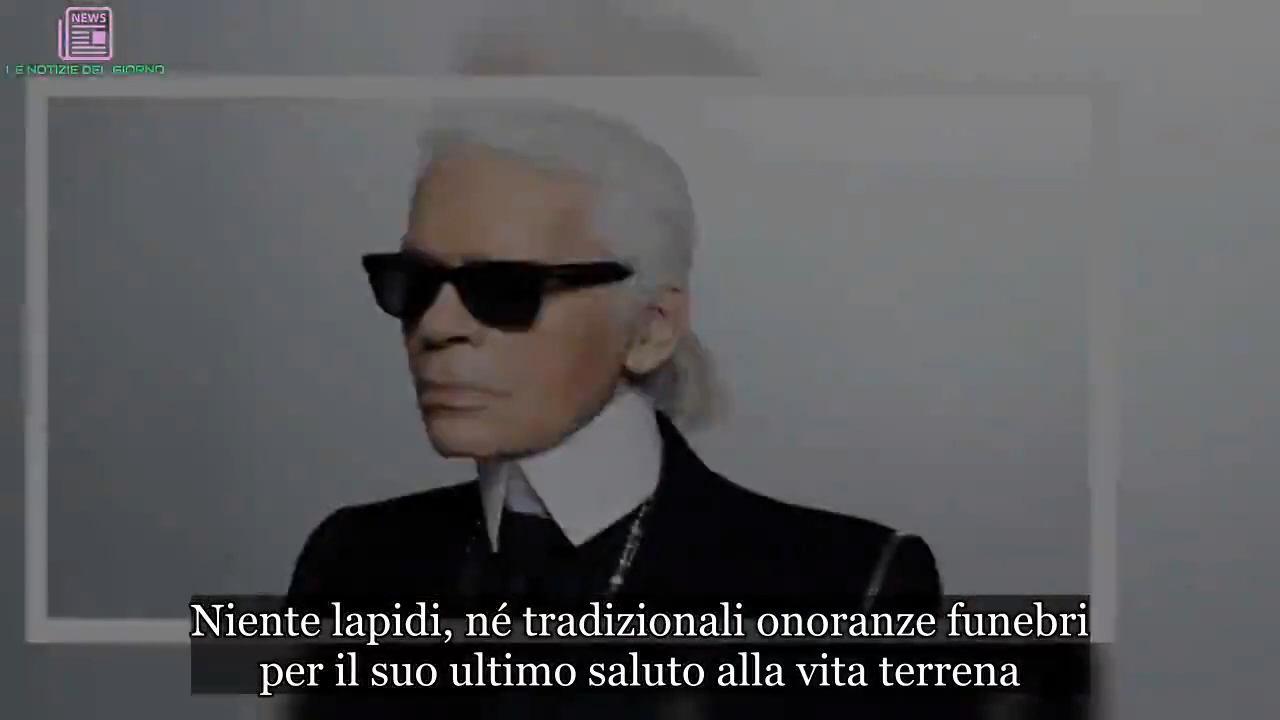 NEWS
LE NOTIZIE DEL GIORNO
Niente lapidi, né tradizionali onoranze funebri
per il suo ultimo saluto alla vita terrena